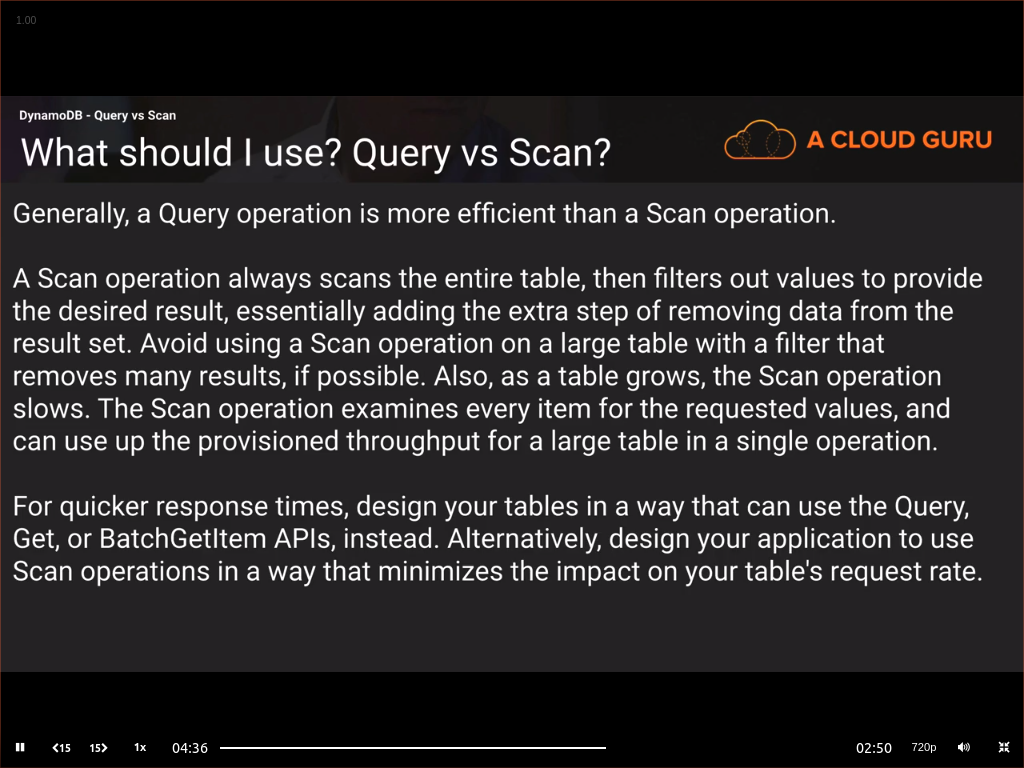 1.00
DynamoDB - Query vs Scan
What should I use? Query vs Scan?
A CLOUD GURU
Generally, a Query operation is more efficient than a Scan operation.
A Scan operation always scans the entire table, then filters out values to provide
the desired result, essentially adding the extra step of removing data from the
result set. Avoid using a Scan operation on a large table with a filter that
removes many results, if possible. Also, as a table grows, the Scan operation
slows. The Scan operation examines every item for the requested values, and
can use up the provisioned throughput for a large table in a single operation.
For quicker response times, design your tables in a way that can use the Query,
Get, or BatchGetItem APIs, instead. Alternatively, design your application to use
Scan operations in a way that minimizes the impact on your table's request rate.
15 15 1x 04:36 02:50 720p